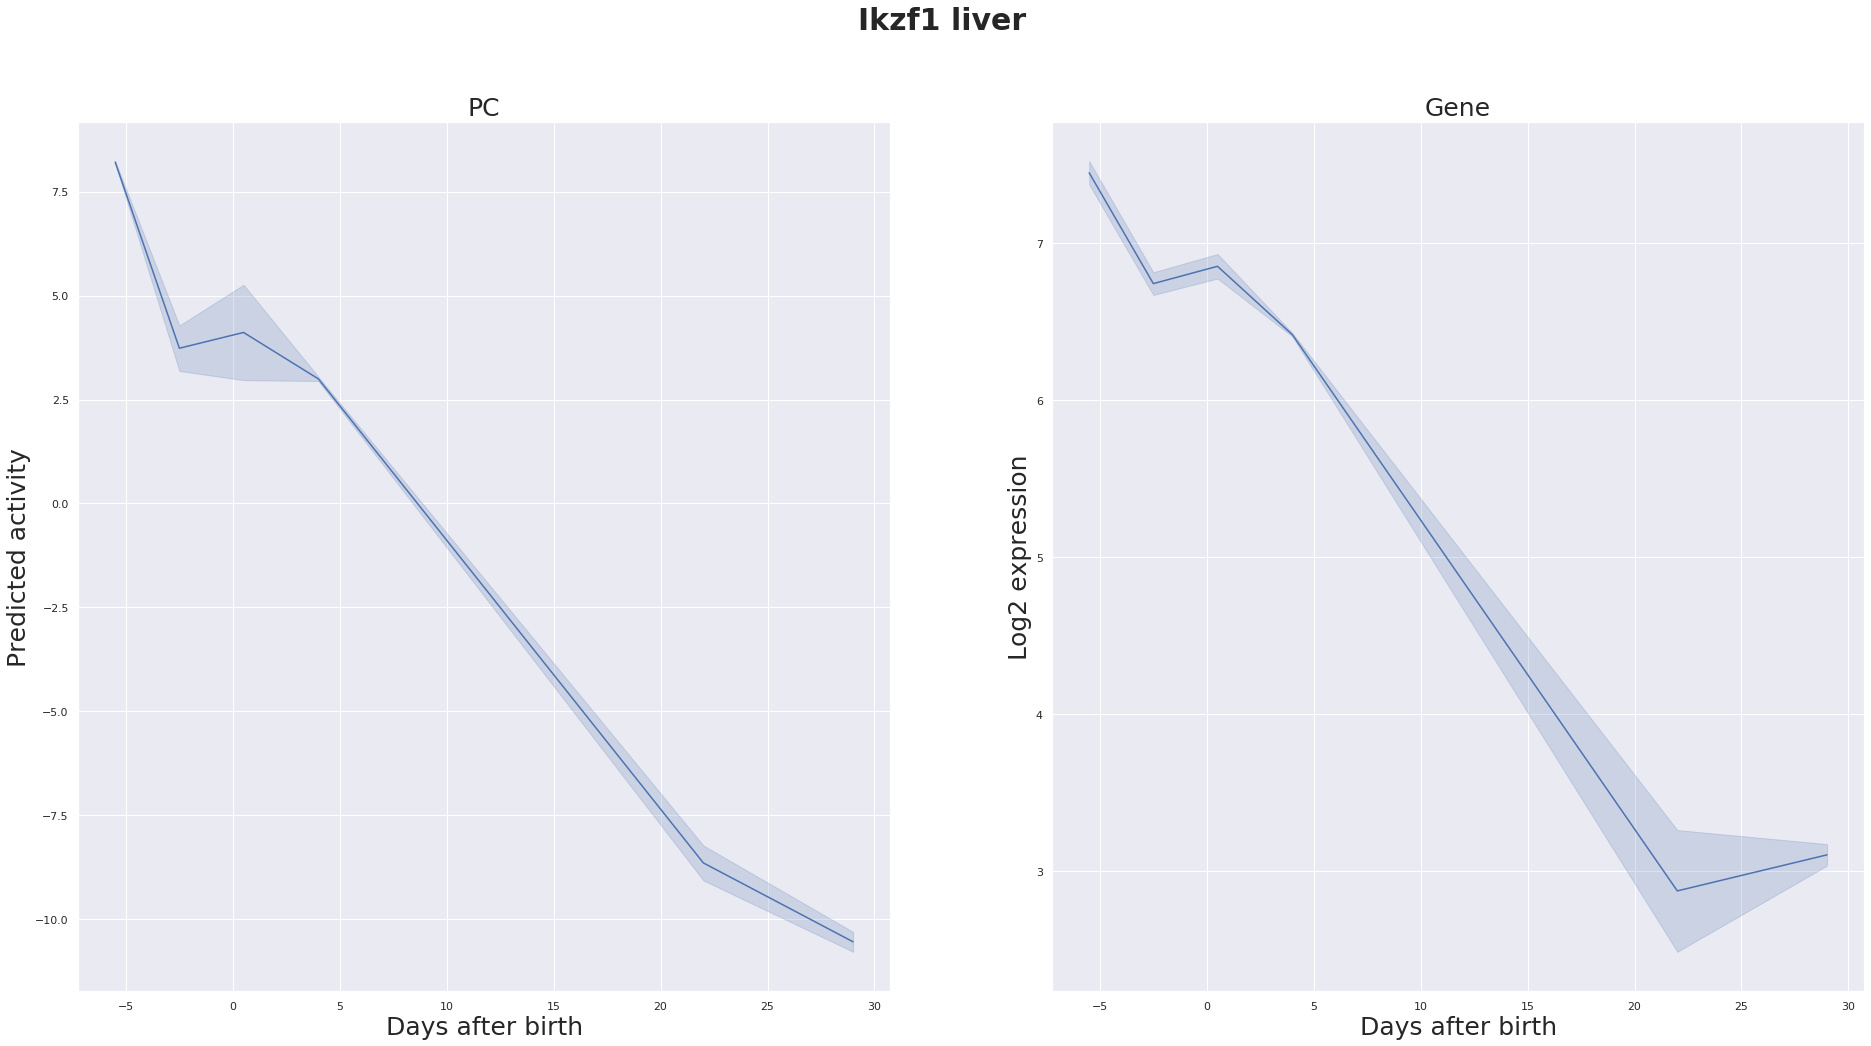 Ikzf1 liver
PC
Predicted activity
7.5
5.0
2.5
0.0
−2.5
−5.0
−7.5
−10.0
−5 0 5 10 15 20 25 30
Days after birth
Gene
Log2 expression
7
6
5
4
3
−5 0 5 10 15 20 25 30
Days after birth